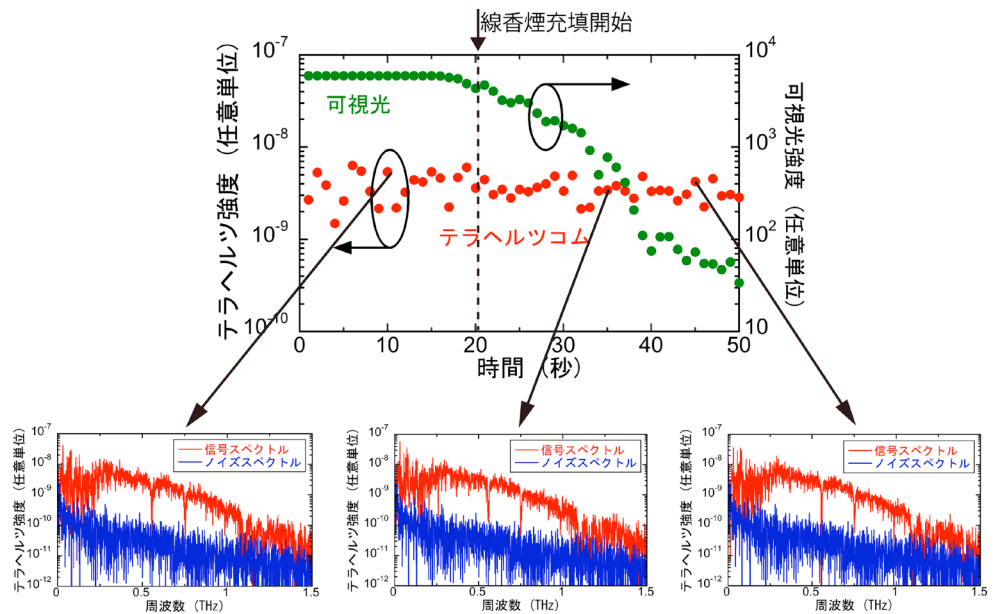 線香煙充填開始
テラヘルツ強度（任意単位）
10^-7
10^-8
10^-9
10^-10
可視光
テラヘルツコム
10^4
10^3
10^2
10
可視光強度（任意単位）
0 10 20 30 40 50
時間（秒）
テラヘルツ強度（任意単位）
10^-7
10^-8
10^-9
10^-10
10^-11
10^-12
信号スペクトル
ノイズスペクトル
0 0.5 1 1.5
周波数（THz）
テラヘルツ強度（任意単位）
10^-7
10^-8
10^-9
10^-10
10^-11
10^-12
信号スペクトル
ノイズスペクトル
0 0.5 1 1.5
周波数（THz）
テラヘルツ強度（任意単位）
10^-7
10^-8
10^-9
10^-10
10^-11
10^-12
信号スペクトル
ノイズスペクトル
0 0.5 1 1.5
周波数（THz）